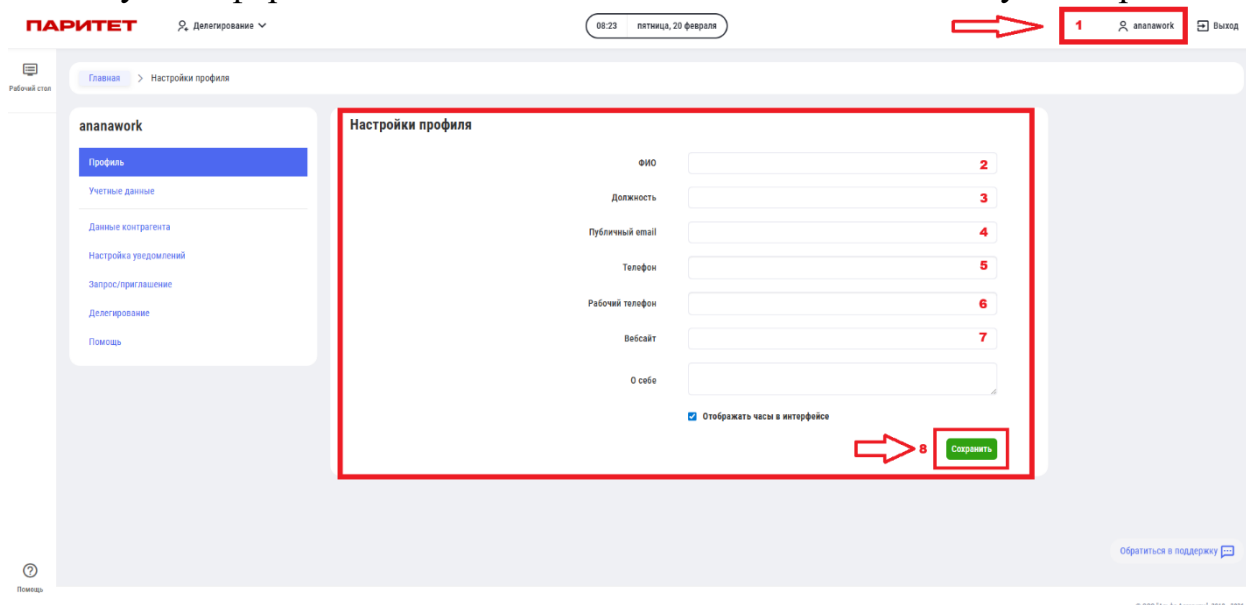 ПАРИТЕТ
Делегирование
08:23 пятница, 20 февраля
1
ananawork
Выход
Рабочий стол
Главная > Настройки профиля
ananawork
Профиль
Учетные данные
Данные контрагента
Настройка уведомлений
Запрос/приглашение
Делегирование
Помощь
Настройки профиля
ФИО 2
Должность 3
Публичный email 4
Телефон 5
Рабочий телефон 6
Вебсайт 7
О себе
Отображать часы в интерфейсе
8 Сохранить
Обратиться в поддержку
Помощь